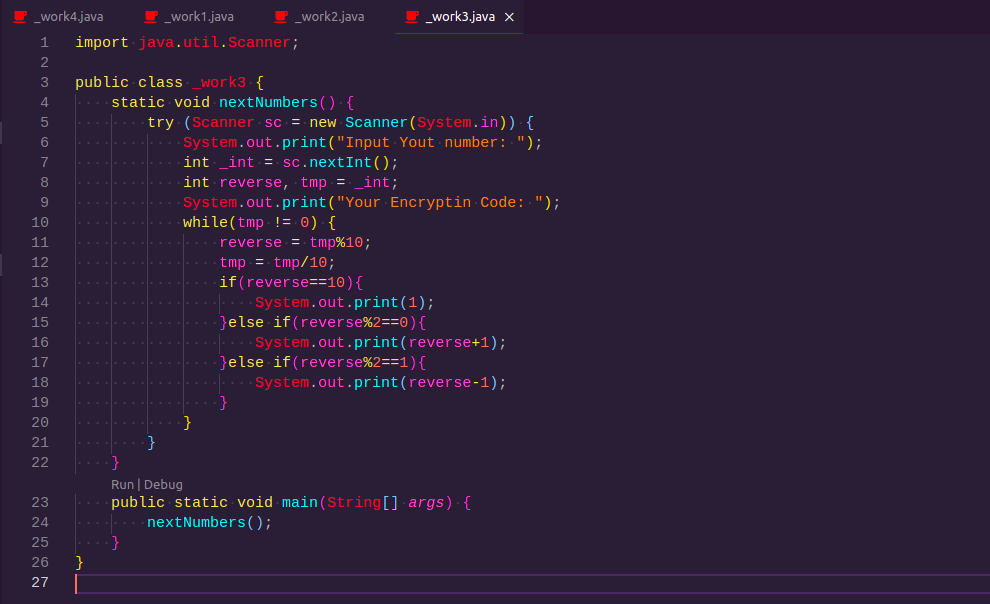 _work4.java _work1.java _work2.java _work3.java ×
1 import java.util.Scanner;
2
3 public class _work3 {
4     static void nextNumbers() {
5         try (Scanner sc = new Scanner(System.in)) {
6             System.out.print("Input Yout number: ");
7             int _int = sc.nextInt();
8             int reverse, tmp = _int;
9             System.out.print("Your Encryptin Code: ");
10             while(tmp != 0) {
11                 reverse = tmp%10;
12                 tmp = tmp/10;
13                 if(reverse==10){
14                     System.out.print(1);
15                 }else if(reverse%2==0){
16                     System.out.print(reverse+1);
17                 }else if(reverse%2==1){
18                     System.out.print(reverse-1);
19                 }
20             }
21         }
22     }
Run | Debug
23     public static void main(String[] args) {
24         nextNumbers();
25     }
26 }
27